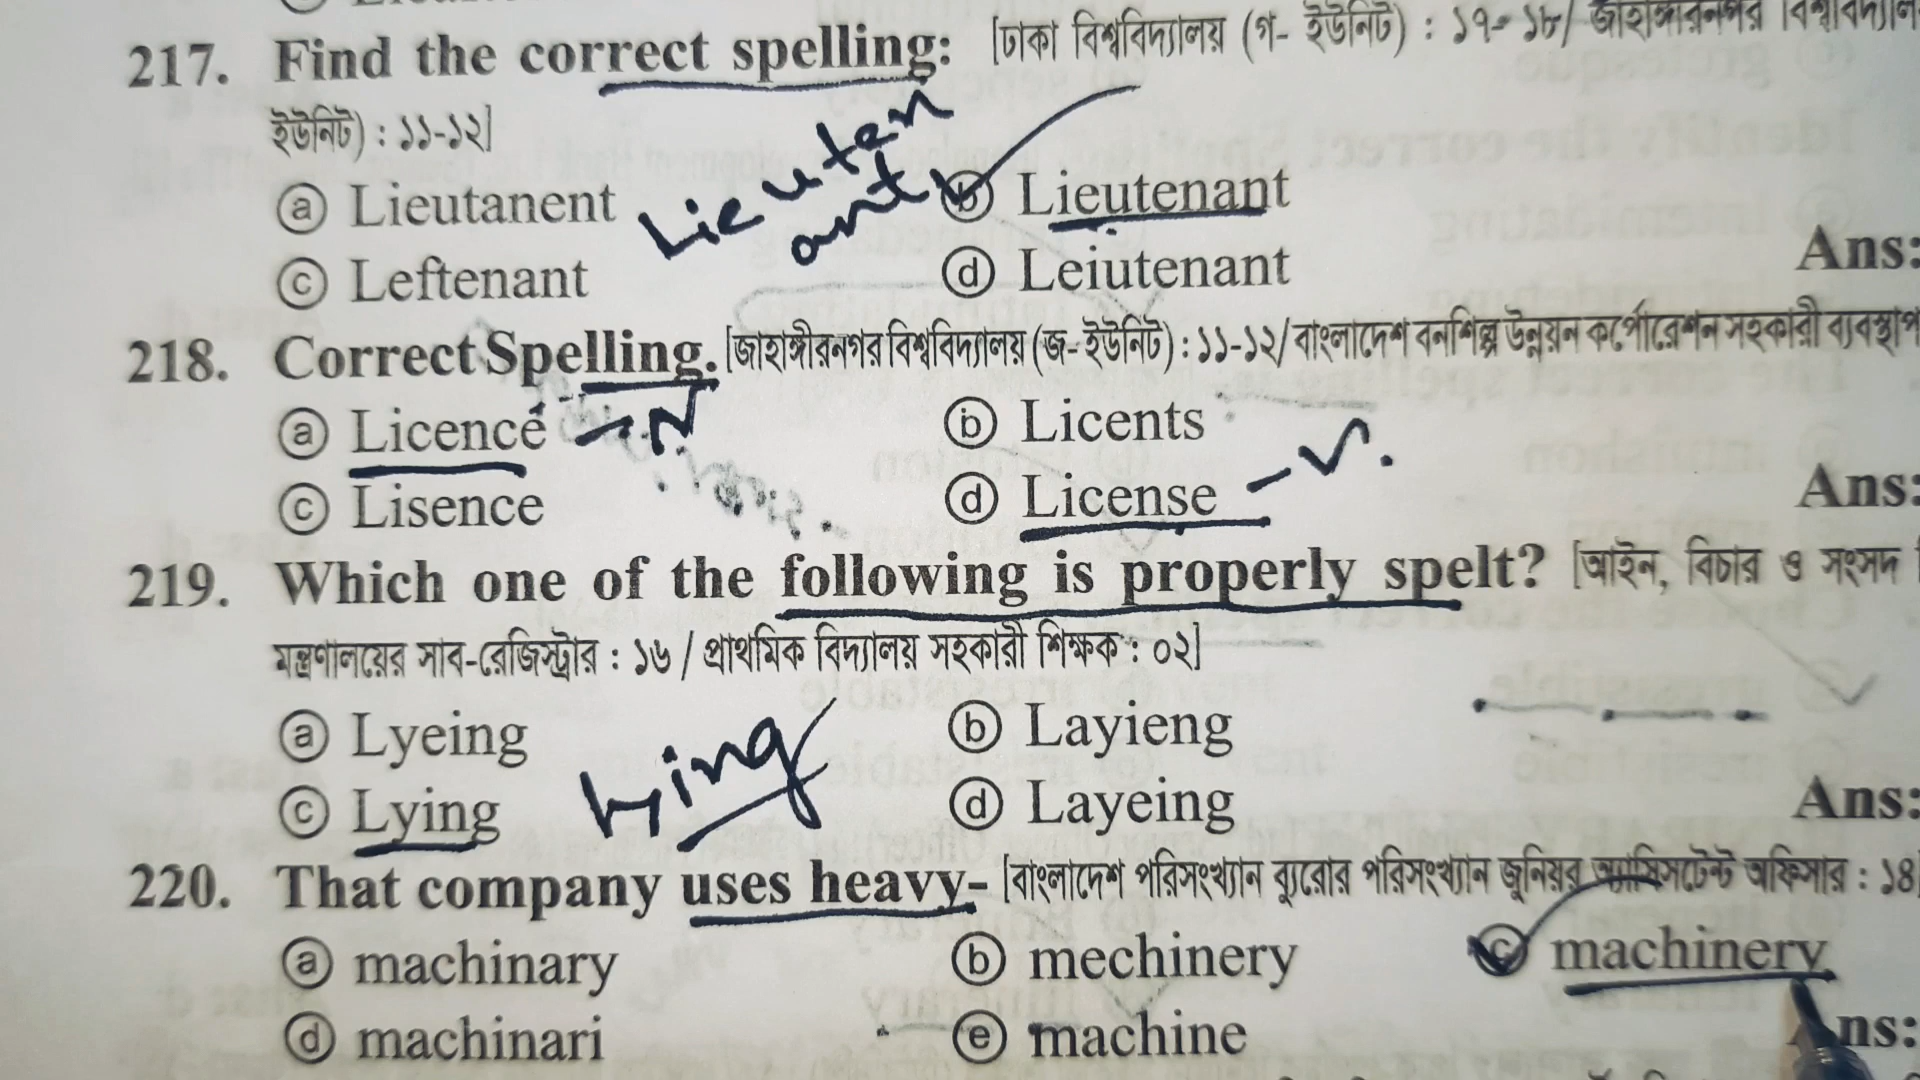 217. Find the correct spelling: [ঢাকা বিশ্ববিদ্যালয় (গ- ইউনিট) : ১৭- ১৮/ জাহাঙ্গীরনগর
ইউনিট) : ১১-১২]
Lieutenant
ⓐ Lieutanent ⓑ Lieutenant
ⓒ Leftenant ⓓ Leiutenant Ans:
218. Correct Spelling. [জাহাঙ্গীরনগর বিশ্ববিদ্যালয় (জ- ইউনিট) : ১১-১২/ বাংলাদেশ বনশিল্প উন্নয়ন কর্পোরেশন সহকারী
ⓐ Licence → N ⓑ Licents
ⓒ Lisence ⓓ License - V. Ans:
219. Which one of the following is properly spelt? [আইন, বিচার ও সংসদ
মন্ত্রণালয়ের সাব-রেজিস্ট্রার : ১৬ / প্রাথমিক বিদ্যালয় সহকারী শিক্ষক : ০২]
ⓐ Lyeing ⓑ Layieng
ⓒ Lying Lying ⓓ Layeing Ans:
220. That company uses heavy- [বাংলাদেশ পরিসংখ্যান ব্যুরোর পরিসংখ্যান জুনিয়র অ্যাসিসটেন্ট অফিসার : ১৪]
ⓐ machinary ⓑ mechinery ⓒ machinery
ⓓ machinari ⓔ machine Ans: